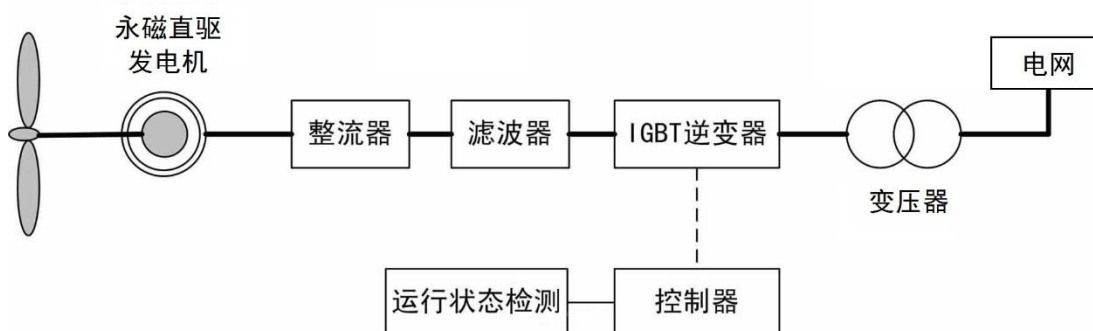 永磁直驱
发电机
电网
整流器
滤波器
IGBT逆变器
变压器
运行状态检测
控制器